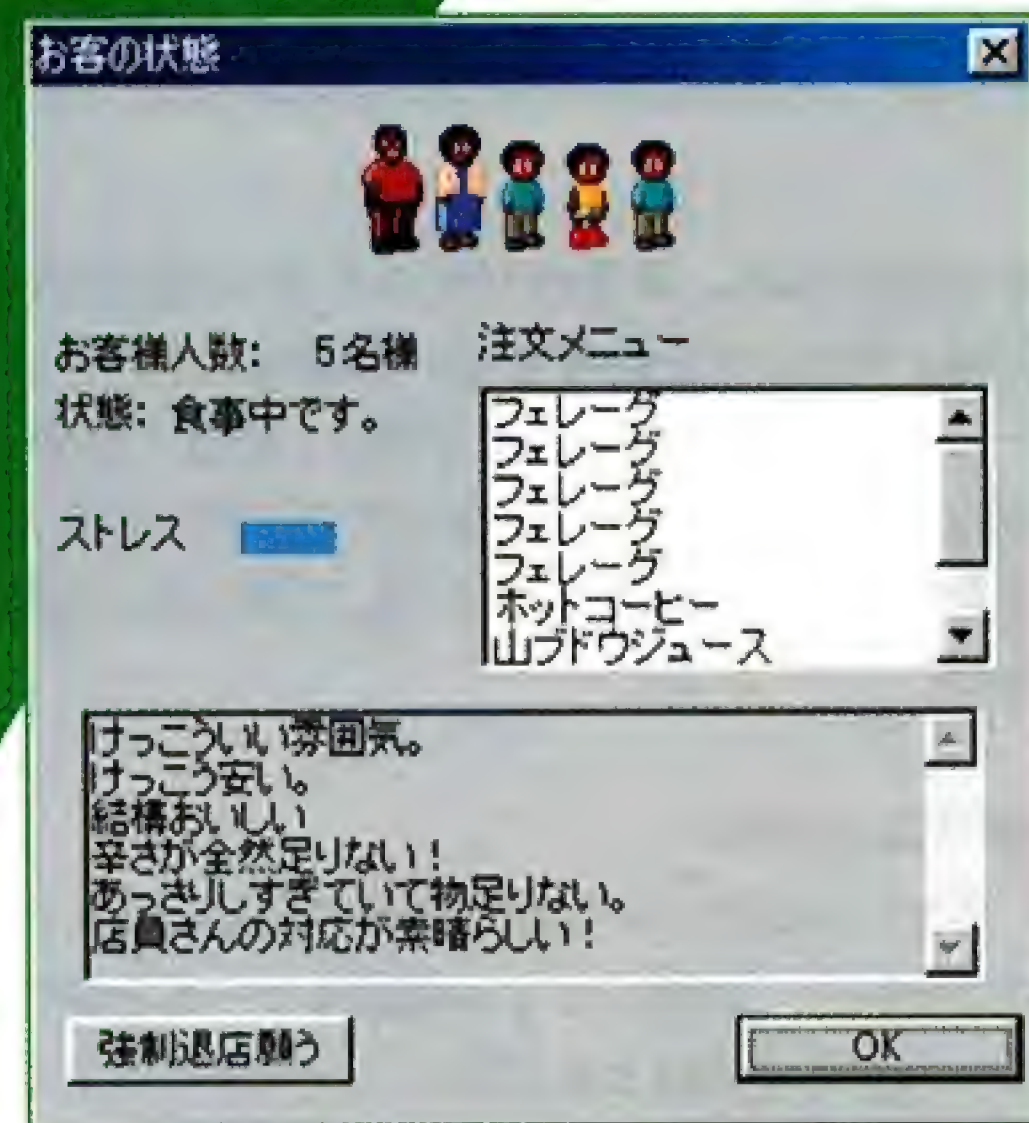 お客の状態
お客様人数: 5名様
状態: 食事中です。
ストレス
注文メニュー
フェレーグ
フェレーグ
フェレーグ
フェレーグ
フェレーグ
ホットコーヒー
山ブドウジュース
けっこういい雰囲気。
けっこう安い。
結構おいしい
辛さが全然足りない!
あっさりしすぎていて物足りない。
店員さんの対応が素晴らしい!
強制退店願う
OK